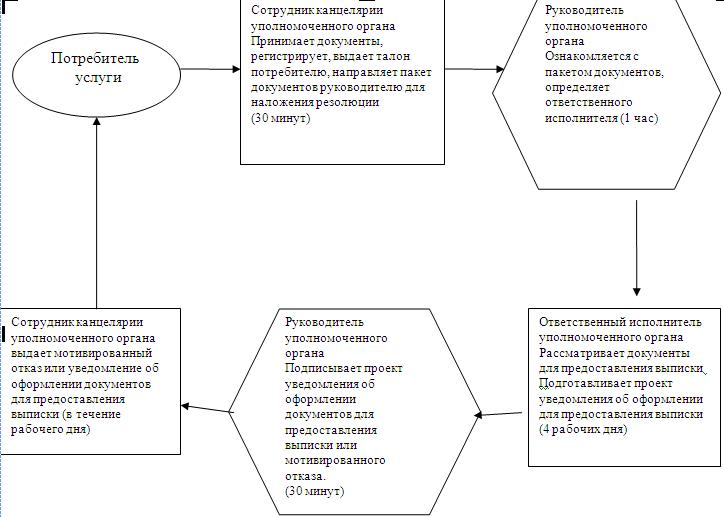 Потребитель
услуги
Сотрудник канцелярии
уполномоченного органа
Принимает документы,
регистрирует, выдает талон
потребителю, направляет пакет
документов руководителю для
наложения резолюции
(30 минут)
Руководитель
уполномоченного
органа
Ознакомляется с
пакетом документов,
определяет
ответственного
исполнителя (1 час)
Ответственный исполнитель
уполномоченного органа
Рассматривает документы
для предоставления выписки,
Подготавливает проект
уведомления об оформлении
для предоставления выписки
(4 рабочих дня)
Руководитель
уполномоченного
органа
Подписывает проект
уведомления об
оформлении
документов для
предоставления
выписки или
мотивированного
отказа.
(30 минут)
Сотрудник канцелярии
уполномоченного органа
выдает мотивированный
отказ или уведомление об
оформлении документов
для предоставления
выписки (в течение
рабочего дня)